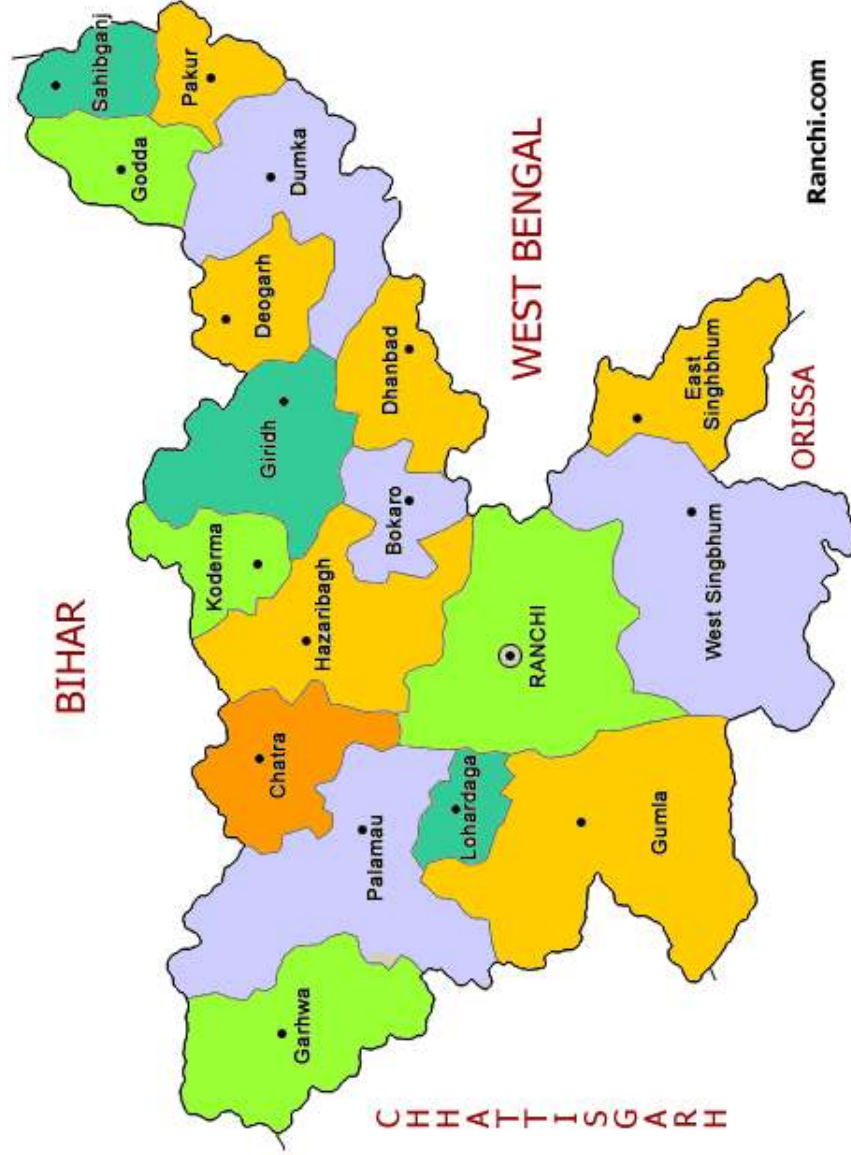 BIHAR
Sahibganj
Godda
Pakur
Dumka
Deogarh
Koderma
Giridh
Dhanbad
WEST BENGAL
Chatra
Hazaribagh
Bokaro
Garhwa
Palamau
Lohardaga
RANCHI
Gumla
West Singbhum
East
Singhbhum
ORISSA
CHHATTISGARH
Ranchi.com